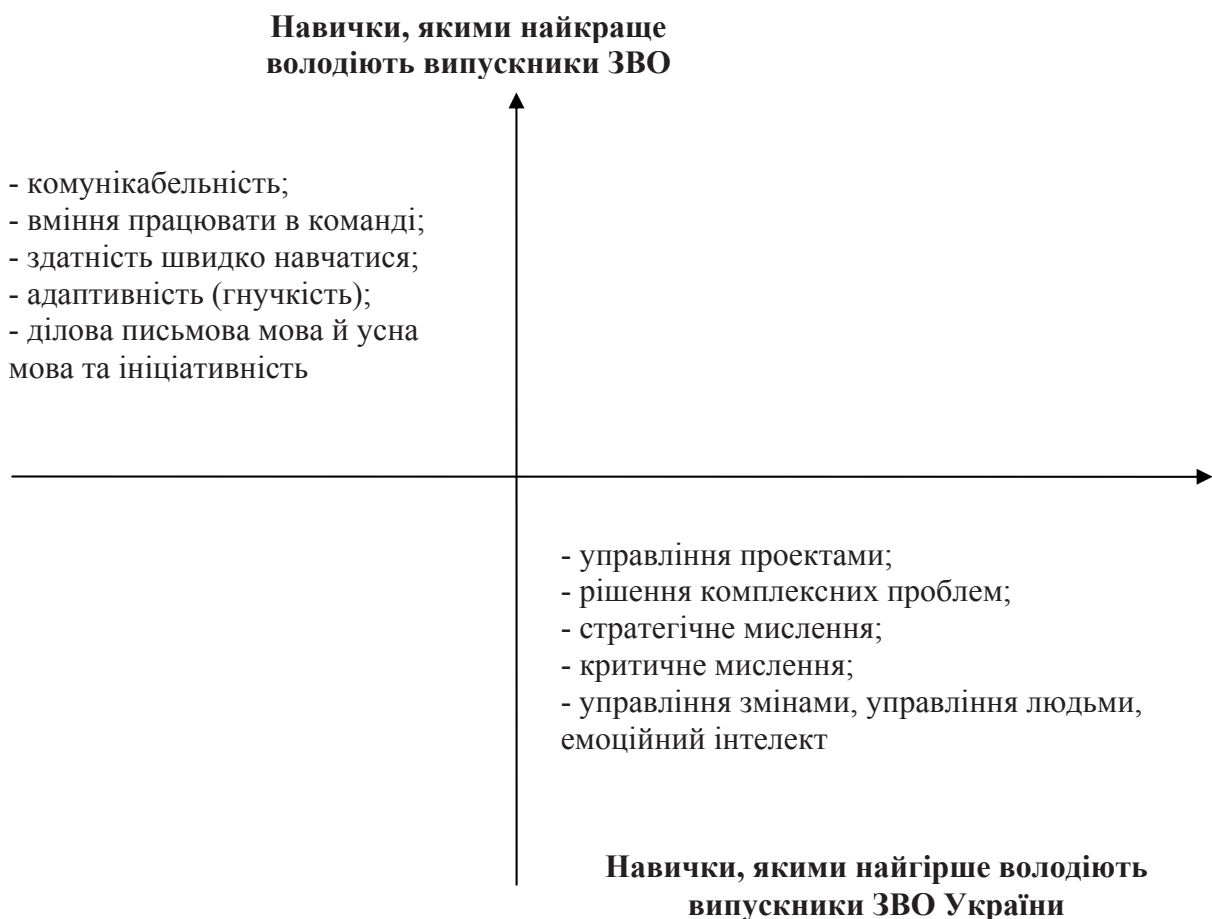 Навички, якими найкраще
володіють випускники ЗВО
- комунікабельність;
- вміння працювати в команді;
- здатність швидко навчатися;
- адаптивність (гнучкість);
- ділова письмова мова й усна
мова та ініціативність
- управління проектами;
- рішення комплексних проблем;
- стратегічне мислення;
- критичне мислення;
- управління змінами, управління людьми,
емоційний інтелект
Навички, якими найгірше володіють
випускники ЗВО України